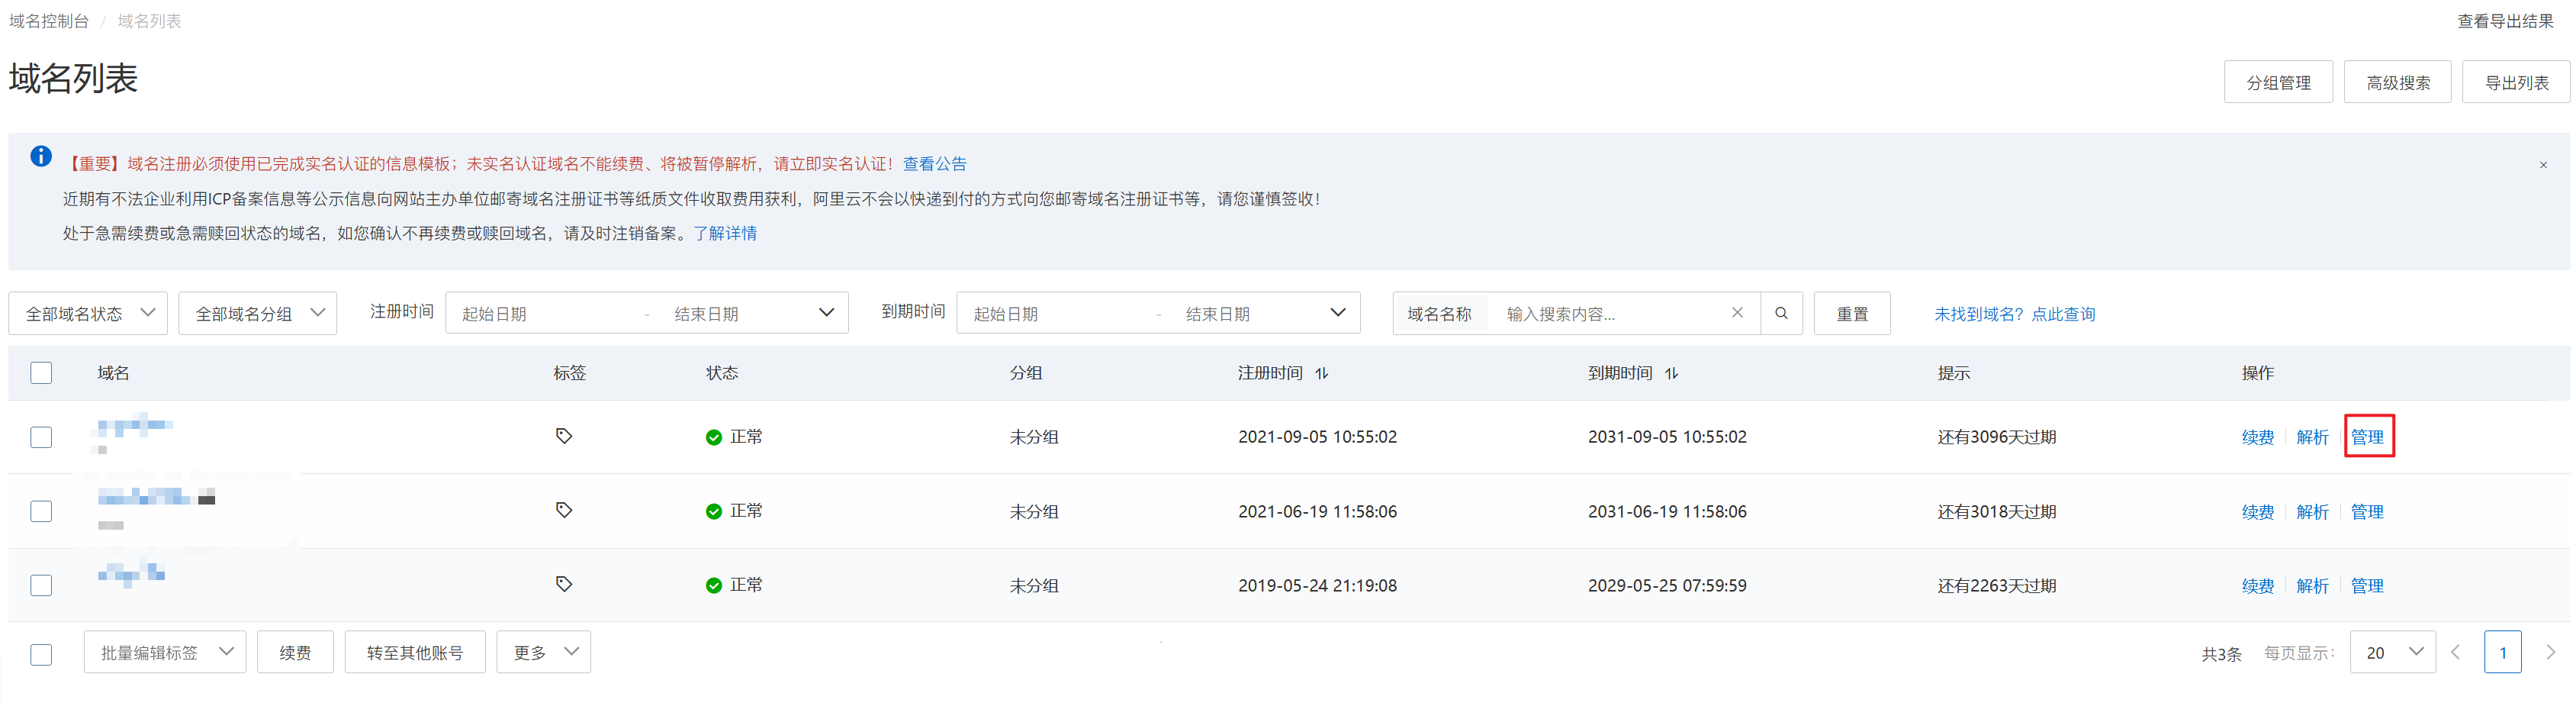 域名控制台 / 域名列表 查看导出结果
域名列表 分组管理 高级搜索 导出列表
【重要】域名注册必须使用已完成实名认证的信息模板；未实名认证域名不能续费、将被暂停解析，请立即实名认证！查看公告
近期有不法企业利用ICP备案信息等公示信息向网站主办单位邮寄域名注册证书等纸质文件收取费用获利，阿里云不会以快递到付的方式向您邮寄域名注册证书等，请您谨慎签收！
处于急需续费或急需赎回状态的域名，如您确认不再续费或赎回域名，请及时注销备案。了解详情
全部域名状态 全部域名分组 注册时间 起始日期 - 结束日期 到期时间 起始日期 - 结束日期 域名名称 输入搜索内容... 重置 未找到域名？点此查询
域名 标签 状态 分组 注册时间 到期时间 提示 操作
正常 未分组 2021-09-05 10:55:02 2031-09-05 10:55:02 还有3096天过期 续费 解析 管理
正常 未分组 2021-06-19 11:58:06 2031-06-19 11:58:06 还有3018天过期 续费 解析 管理
正常 未分组 2019-05-24 21:19:08 2029-05-25 07:59:59 还有2263天过期 续费 解析 管理
批量编辑标签 续费 转至其他账号 更多 共3条 每页显示： 20 1